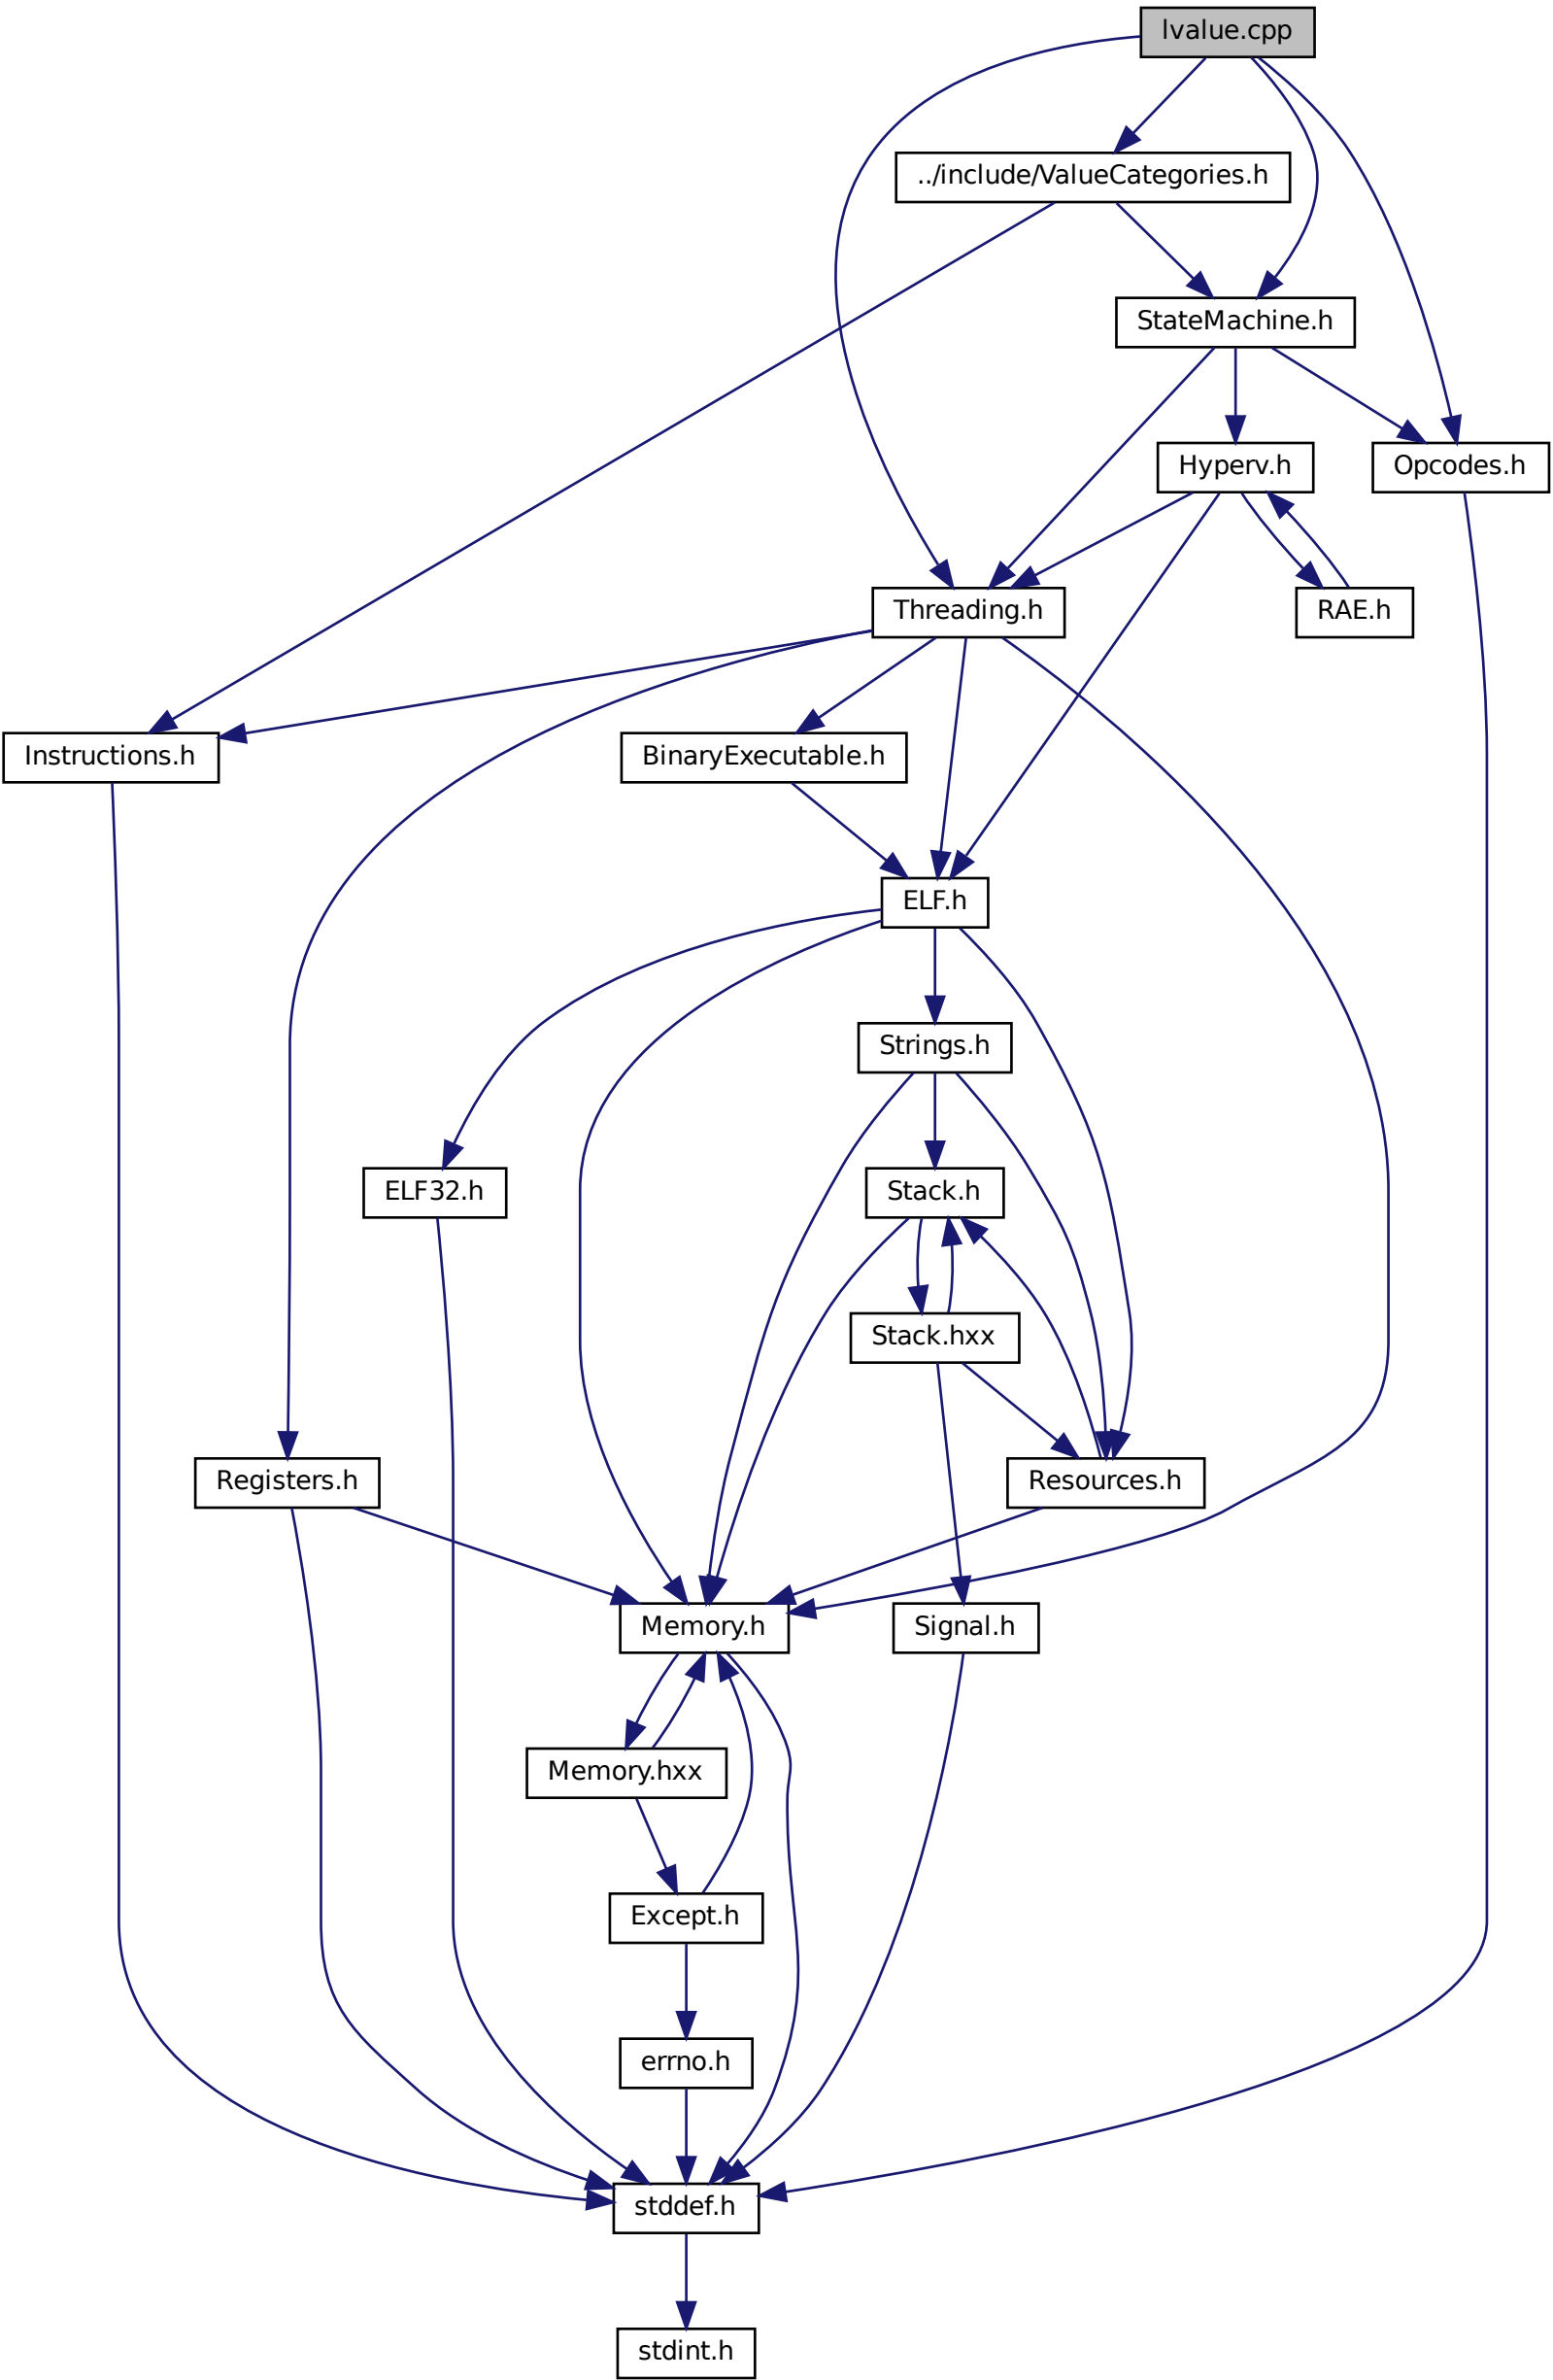 lvalue.cpp
../include/ValueCategories.h
StateMachine.h
Hyperv.h
Opcodes.h
Threading.h
RAE.h
Instructions.h
BinaryExecutable.h
ELF.h
Strings.h
ELF32.h
Stack.h
Stack.hxx
Registers.h
Resources.h
Memory.h
Signal.h
Memory.hxx
Except.h
errno.h
stddef.h
stdint.h